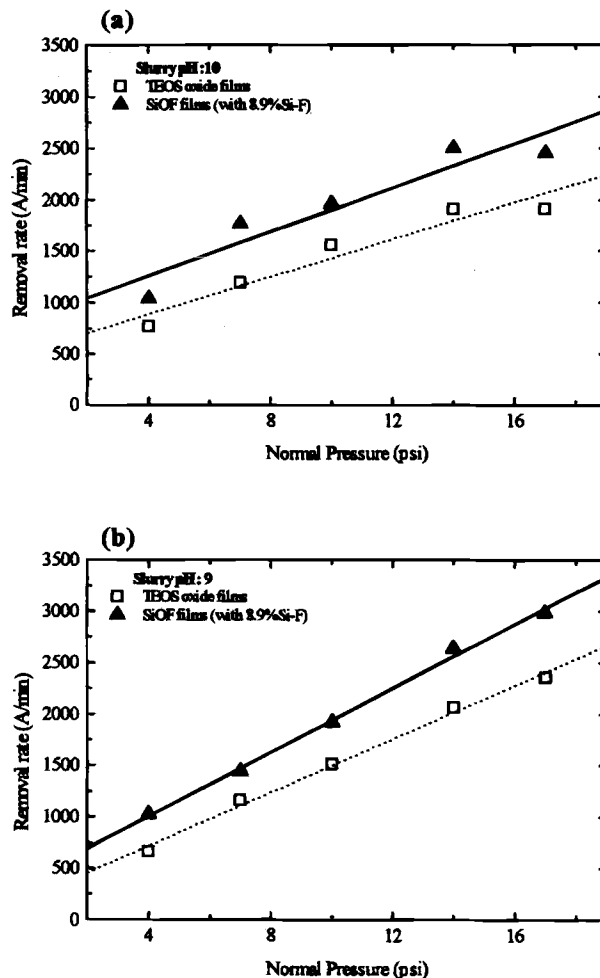 (a)
3500
3000
2500
2000
1500
1000
500
0
Removal rate (A/min)
Slurry pH : 10
TEOS oxide films
SiOF films (with 8.9% Si-F)
4 8 12 16
Normal Pressure (psi)
(b)
3500
3000
2500
2000
1500
1000
500
0
Removal rate (A/min)
Slurry pH : 9
TEOS oxide films
SiOF films (with 8.9% Si-F)
4 8 12 16
Normal Pressure (psi)